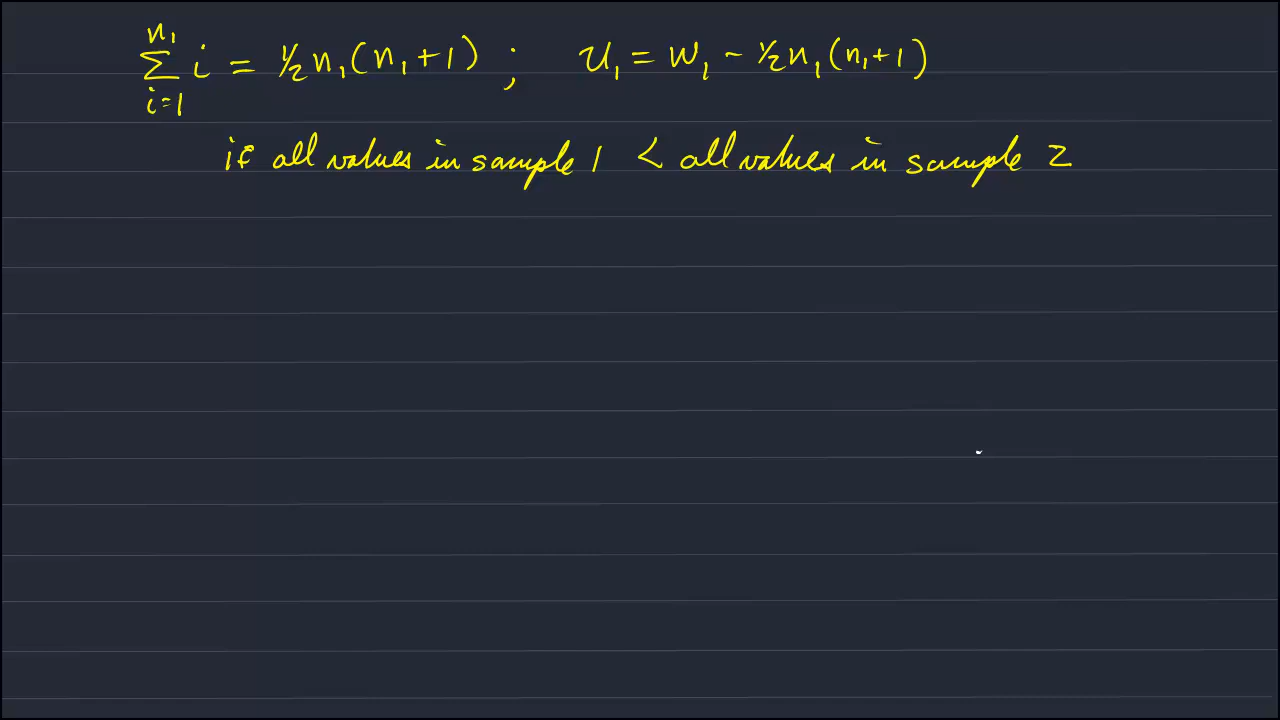 n₁
∑ i = ½n₁(n₁+1) ; U₁ = W₁ - ½n₁(n₁+1)
i=1
if all values in sample 1 < all values in sample 2